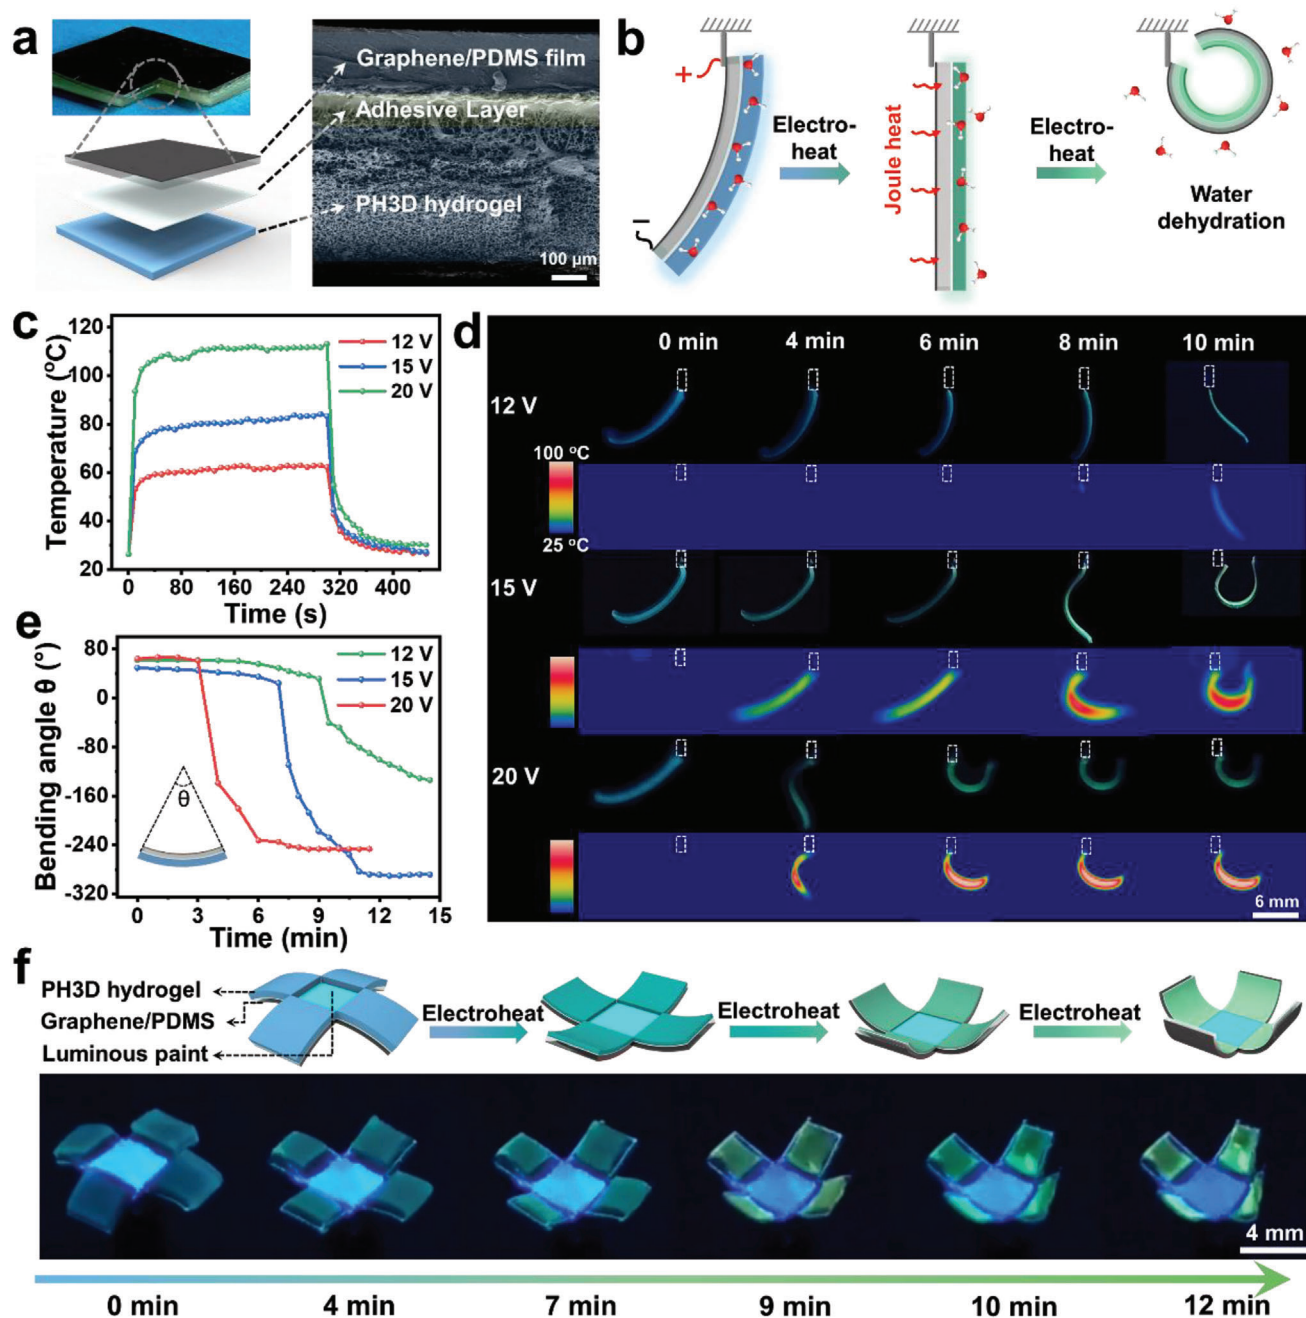 a
Graphene/PDMS film
Adhesive Layer
PH3D hydrogel
100 μm
b
+
−
Electro-
heat
Joule heat
Electro-
heat
Water
dehydration
c
Temperature (°C)
120
100
80
60
40
20
12 V
15 V
20 V
0 80 160 240 320 400
Time (s)
d
0 min 4 min 6 min 8 min 10 min
12 V
100 °C
25 °C
15 V
20 V
6 mm
e
Bending angle θ (°)
80
0
-80
-160
-240
-320
12 V
15 V
20 V
θ
0 3 6 9 12 15
Time (min)
f
PH3D hydrogel
Graphene/PDMS
Luminous paint
Electroheat
Electroheat
Electroheat
4 mm
0 min 4 min 7 min 9 min 10 min 12 min